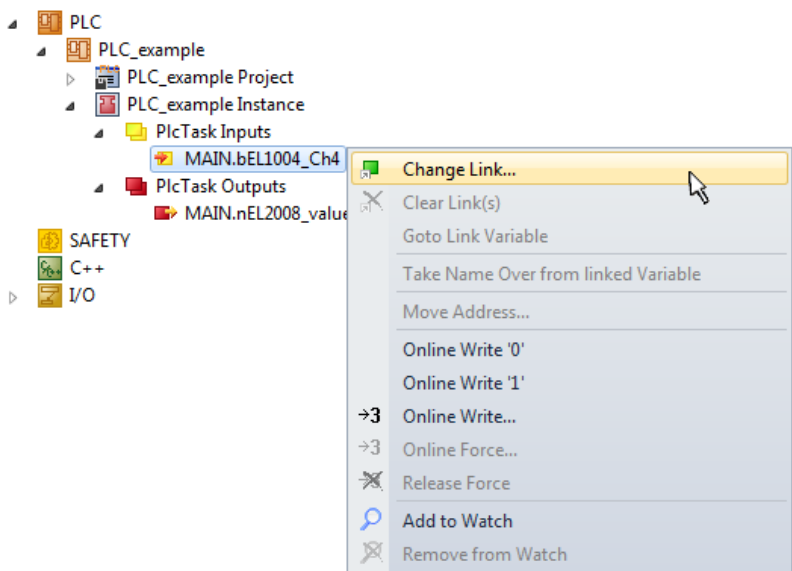 PLC
PLC_example
PLC_example Project
PLC_example Instance
PlcTask Inputs
MAIN.bEL1004_Ch4
PlcTask Outputs
MAIN.nEL2008_value
SAFETY
C++
I/O
Change Link...
Clear Link(s)
Goto Link Variable
Take Name Over from linked Variable
Move Address...
Online Write '0'
Online Write '1'
→3 Online Write...
→3 Online Force...
Release Force
Add to Watch
Remove from Watch